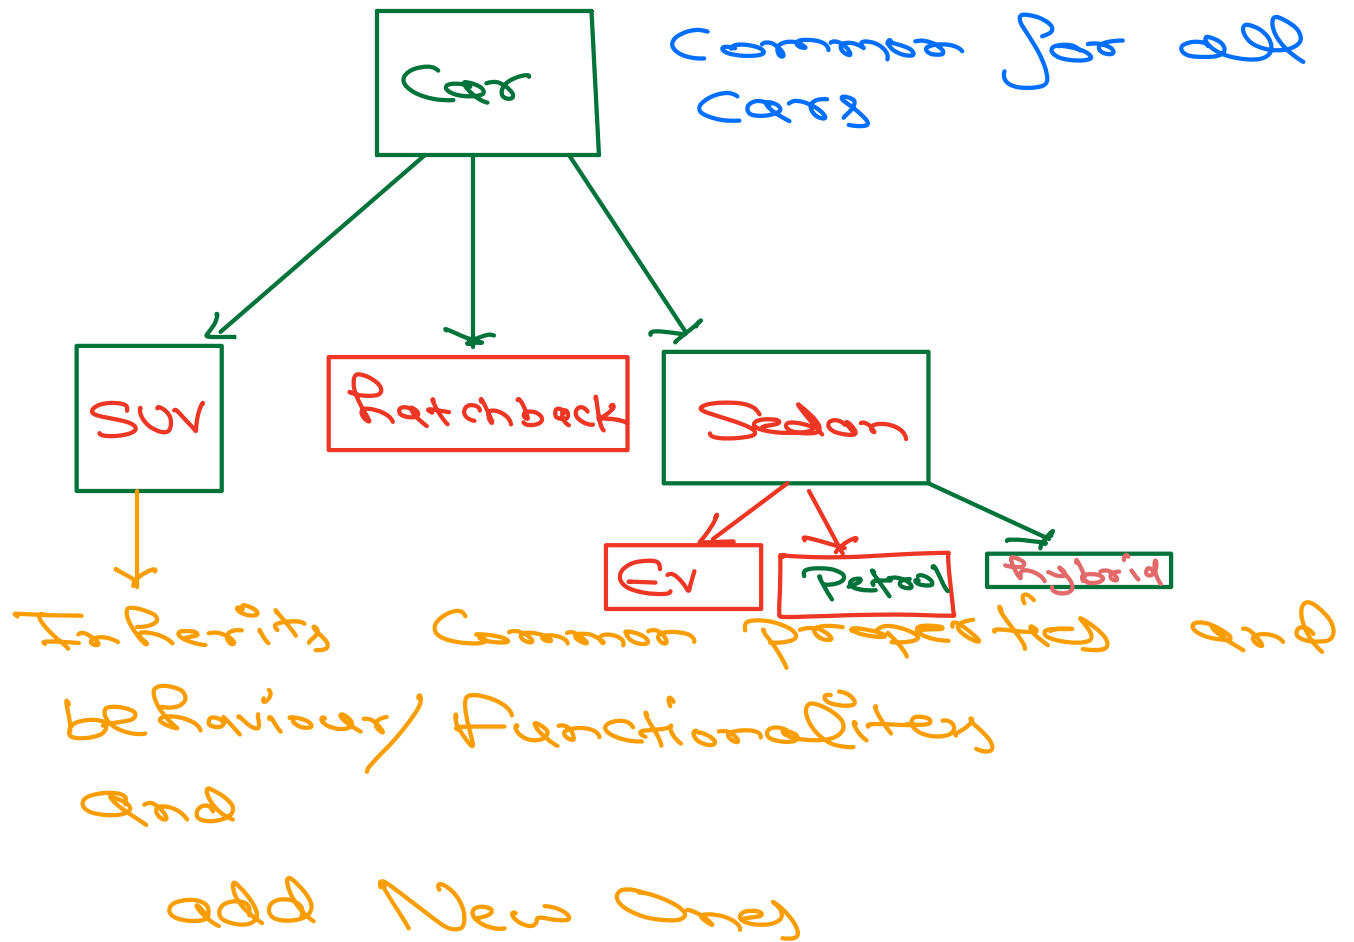 Car
Common for all
Cars
SUV
Hatchback
Sedan
EV
Petrol
Hybrid
Inherits Common properties and
behaviour/functionalites
and
add New Ones